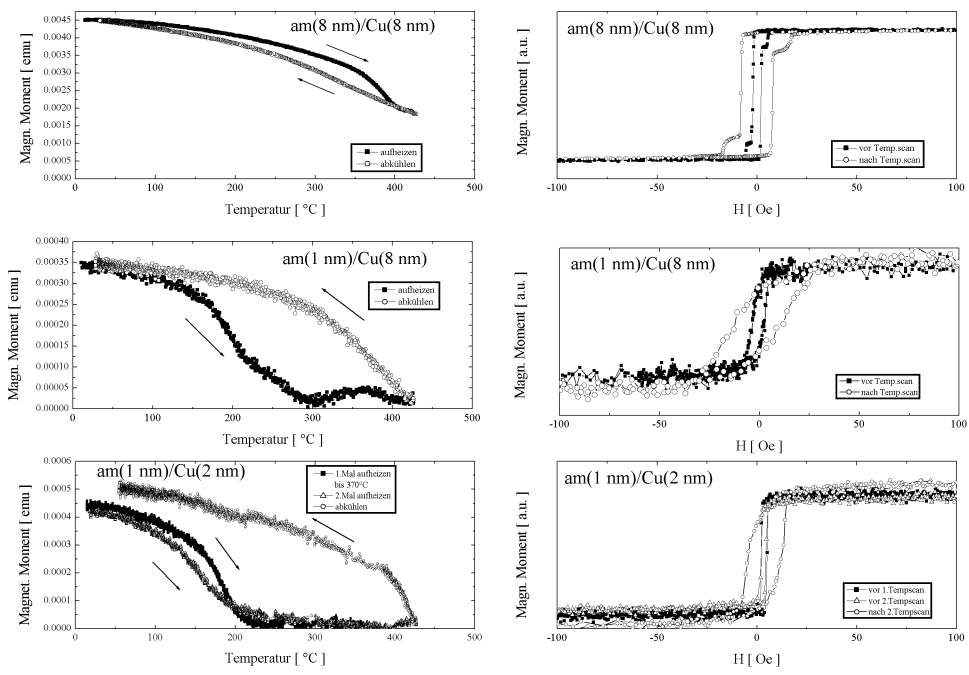 am(8 nm)/Cu(8 nm)
Magn. Moment [ emu ]
0.0045
0.0040
0.0035
0.0030
0.0025
0.0020
0.0015
0.0010
0.0005
0.0000
aufheizen
abkühlen
0 100 200 300 400 500
Temperatur [ °C ]
am(8 nm)/Cu(8 nm)
Magn. Moment [ a.u. ]
vor Temp.scan
nach Temp.scan
-100 -50 0 50 100
H [ Oe ]
am(1 nm)/Cu(8 nm)
Magn. Moment [ emu ]
0.00040
0.00035
0.00030
0.00025
0.00020
0.00015
0.00010
0.00005
0.00000
aufheizen
abkühlen
0 100 200 300 400 500
Temperatur [ °C ]
am(1 nm)/Cu(8 nm)
Magn. Moment [ a.u. ]
vor Temp.scan
nach Temp.scan
-100 -50 0 50 100
H [ Oe ]
am(1 nm)/Cu(2 nm)
Magnet. Moment [ emu ]
0.0006
0.0005
0.0004
0.0003
0.0002
0.0001
0.0000
1.Mal aufheizen
bis 370°C
2.Mal aufheizen
abkühlen
0 100 200 300 400 500
Temperatur [ °C ]
am(1 nm)/Cu(2 nm)
Magn. Moment [ a.u. ]
vor 1.Tempscan
vor 2.Tempscan
nach 2.Tempscan
-100 -50 0 50 100
H [ Oe ]